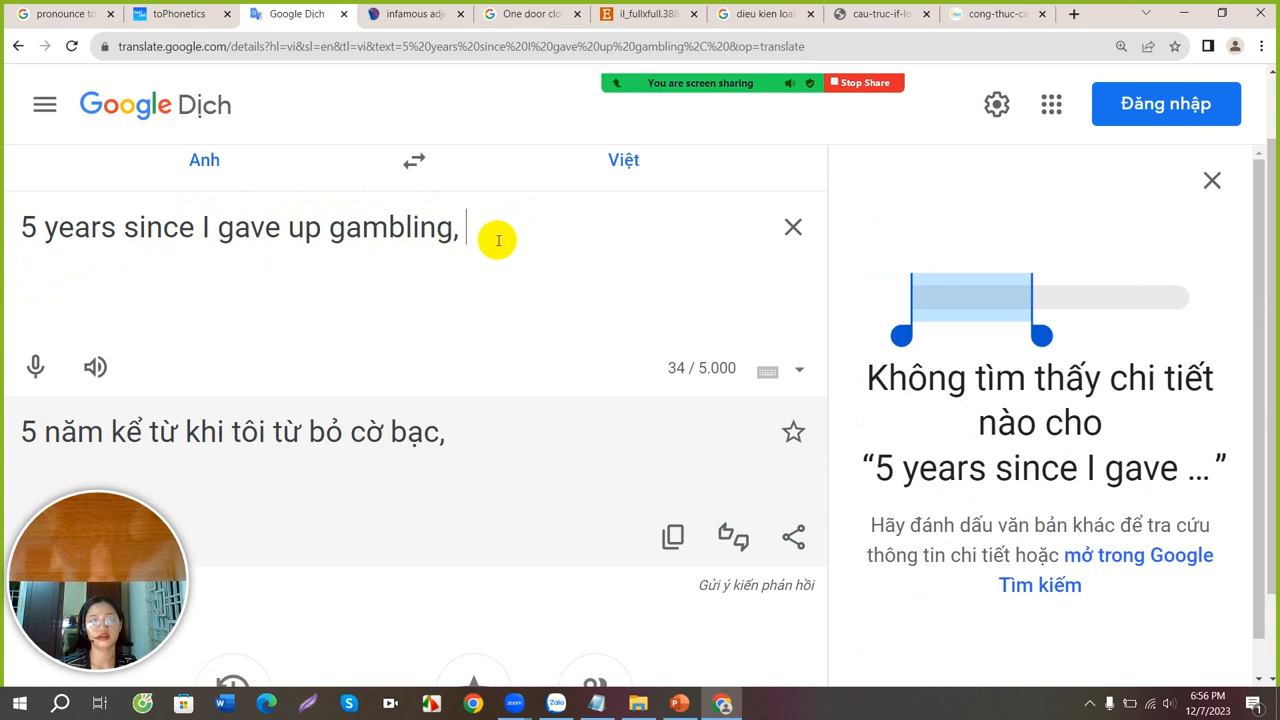 pronounce to
toPhonetics
Google Dịch
infamous adje
One door clos
il_fullxfull.388
dieu kien loai
cau-truc-if-lo
cong-thuc-ca
translate.google.com/details?hl=vi&sl=en&tl=vi&text=5%20years%20since%20I%20gave%20up%20gambling%2C%20&op=translate
You are screen sharing
Stop Share
Google Dịch
Đăng nhập
Anh
Việt
5 years since I gave up gambling,
34 / 5.000
5 năm kể từ khi tôi từ bỏ cờ bạc,
Gửi ý kiến phản hồi
Không tìm thấy chi tiết
nào cho
“5 years since I gave ...”
Hãy đánh dấu văn bản khác để tra cứu
thông tin chi tiết hoặc mở trong Google
Tìm kiếm
zoom
Zalo
6:56 PM
12/7/2023